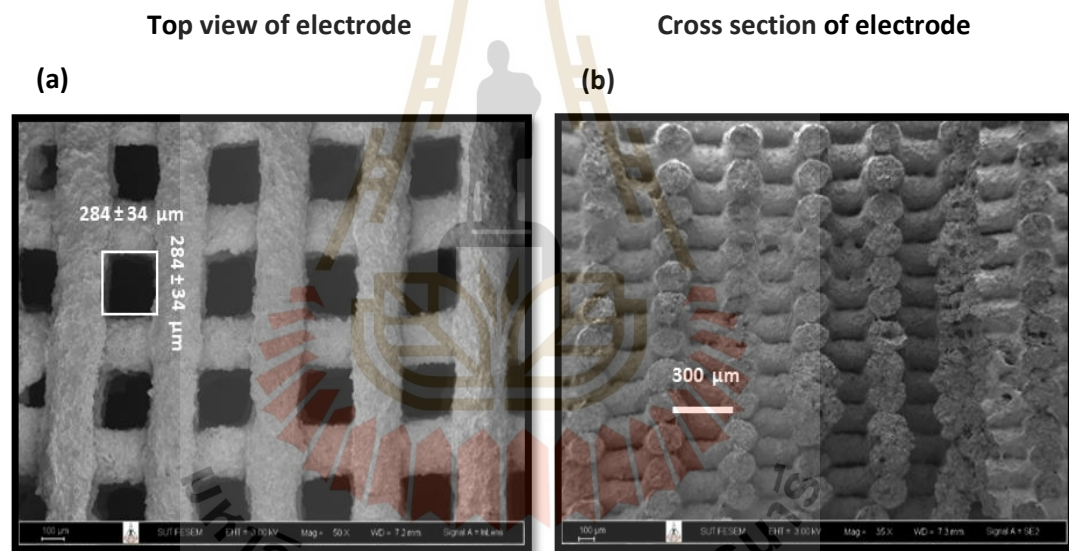 Top view of electrode
Cross section of electrode
(a)
(b)
284 ± 34 μm
284 ± 34 μm
300 μm
100 μm SUT FESEM EHT = 3.00 kV Mag = 50 X WD = 7.2 mm Signal A = InLens
100 μm SUT FESEM EHT = 3.00 kV Mag = 35 X WD = 7.3 mm Signal A = SE2